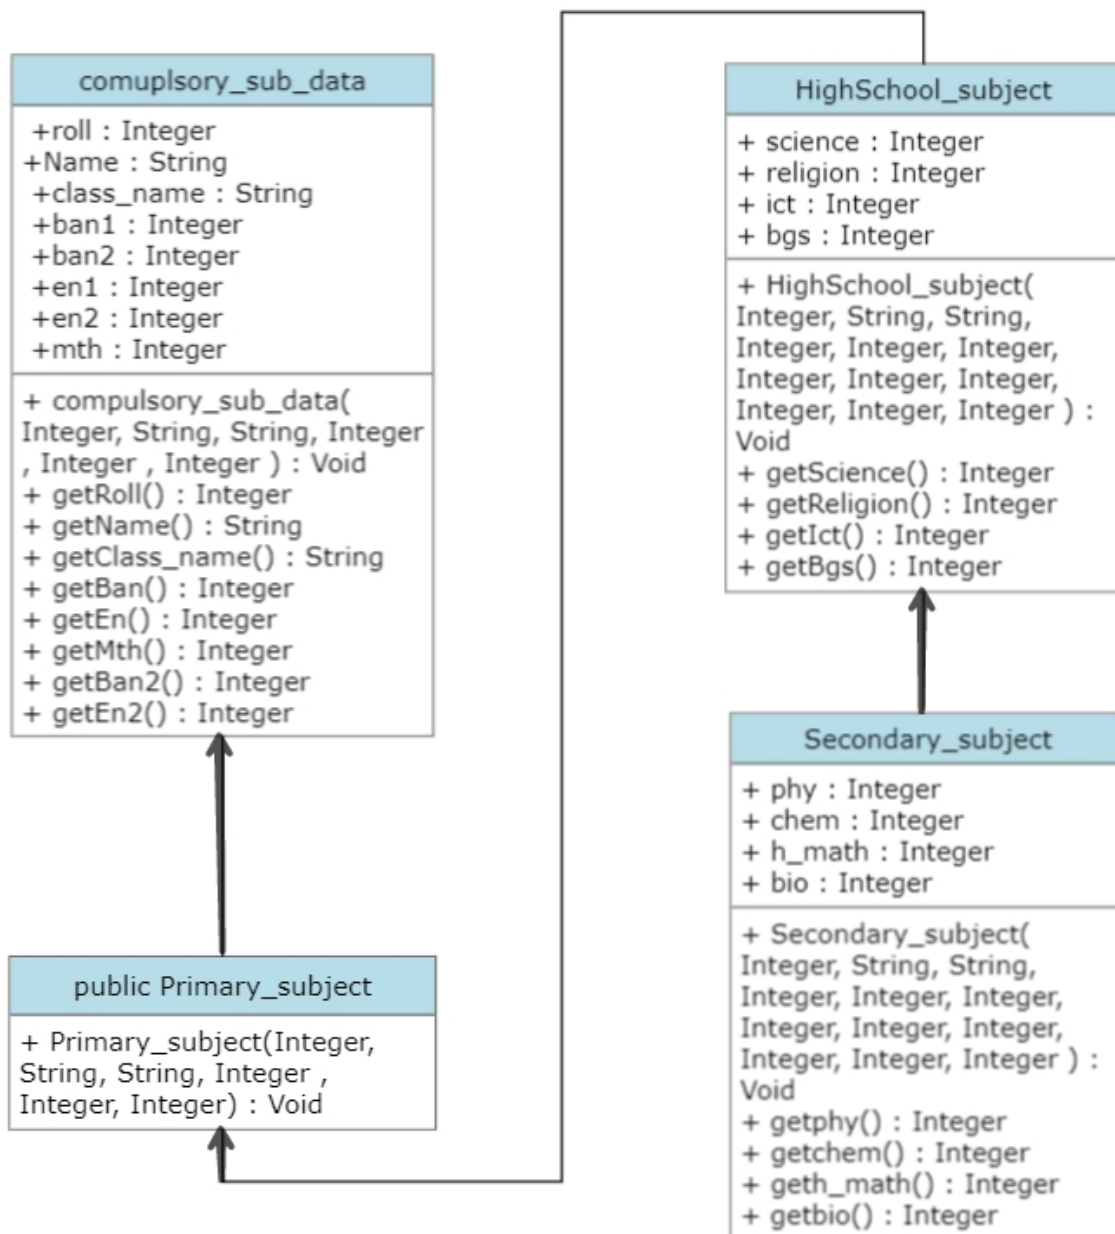 comuplsory_sub_data
+roll : Integer
+Name : String
+class_name : String
+ban1 : Integer
+ban2 : Integer
+en1 : Integer
+en2 : Integer
+mth : Integer
+ compulsory_sub_data(
Integer, String, String, Integer
, Integer , Integer ) : Void
+ getRoll() : Integer
+ getName() : String
+ getClass_name() : String
+ getBan() : Integer
+ getEn() : Integer
+ getMth() : Integer
+ getBan2() : Integer
+ getEn2() : Integer
public Primary_subject
+ Primary_subject(Integer,
String, String, Integer ,
Integer, Integer) : Void
HighSchool_subject
+ science : Integer
+ religion : Integer
+ ict : Integer
+ bgs : Integer
+ HighSchool_subject(
Integer, String, String,
Integer, Integer, Integer,
Integer, Integer, Integer,
Integer, Integer, Integer ) :
Void
+ getScience() : Integer
+ getReligion() : Integer
+ getIct() : Integer
+ getBgs() : Integer
Secondary_subject
+ phy : Integer
+ chem : Integer
+ h_math : Integer
+ bio : Integer
+ Secondary_subject(
Integer, String, String,
Integer, Integer, Integer,
Integer, Integer, Integer,
Integer, Integer, Integer ) :
Void
+ getphy() : Integer
+ getchem() : Integer
+ geth_math() : Integer
+ getbio() : Integer